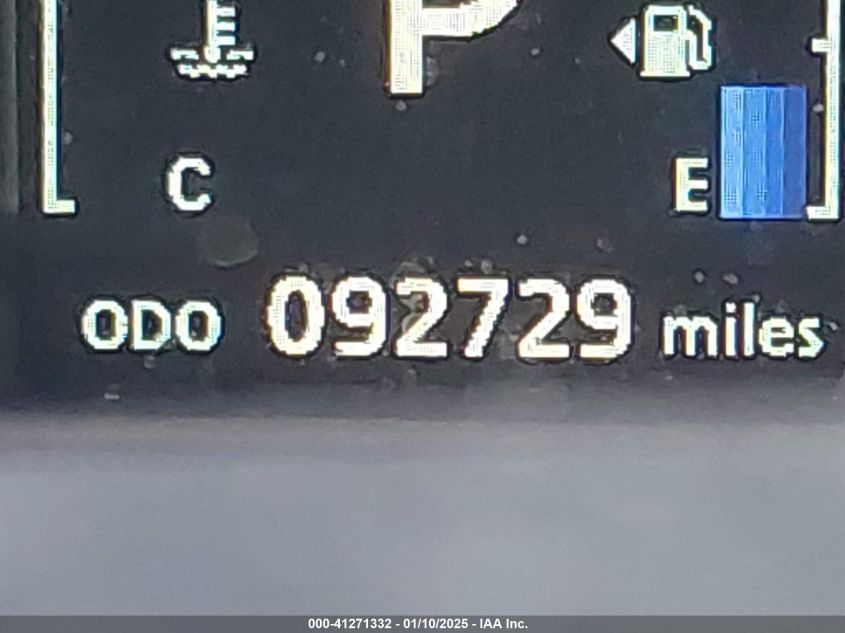 P
C E
ODO 092729 miles
000-41271332 - 01/10/2025 - IAA Inc.